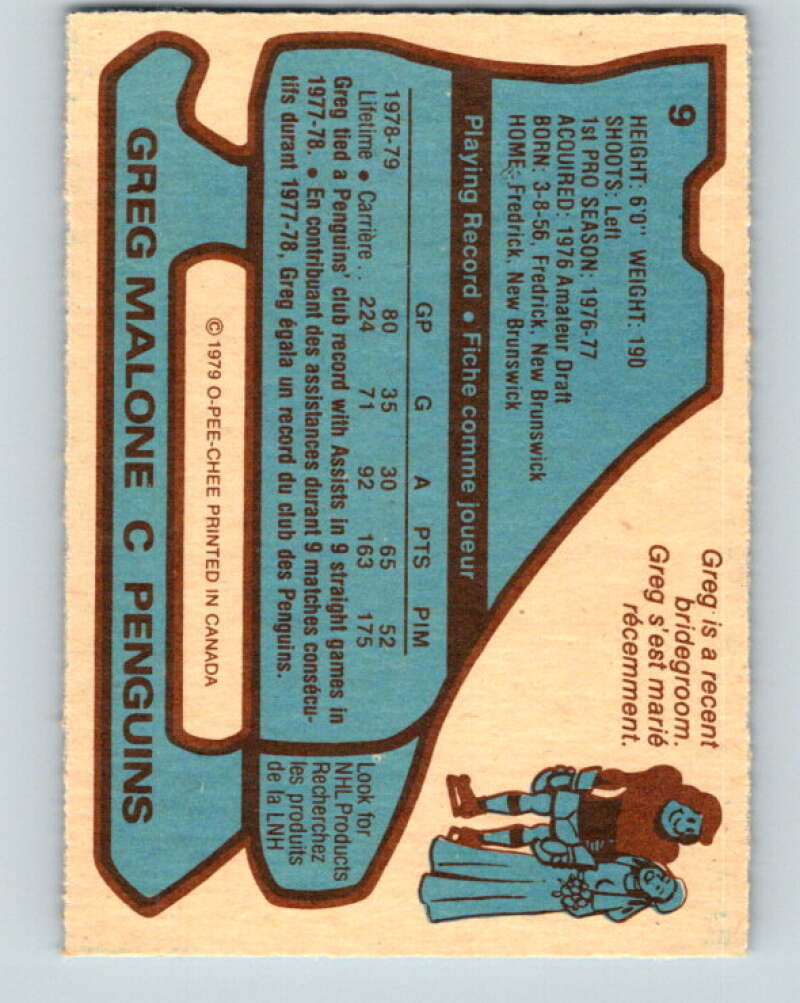 9
HEIGHT: 6'0" WEIGHT: 190
SHOOTS: Left
1st PRO SEASON: 1976-77
ACQUIRED: 1976 Amateur Draft
BORN: 3-8-56, Fredrick, New Brunswick
HOME: Fredrick, New Brunswick
Greg is a recent
bridegroom.
Greg s'est marié
récemment.
Playing Record • Fiche comme joueur
GP G A PTS PIM
1978-79 80 35 30 65 52
Lifetime • Carrière .. 224 71 92 163 175
Greg tied a Penguins' club record with Assists in 9 straight games in
1977-78. • En contribuant des assistances durant 9 matches consécu-
tifs durant 1977-78, Greg égala un record du club des Penguins.
Look for
NHL Products
Recherchez
les produits
de la LNH
© 1979 O-PEE-CHEE PRINTED IN CANADA
GREG MALONE C PENGUINS